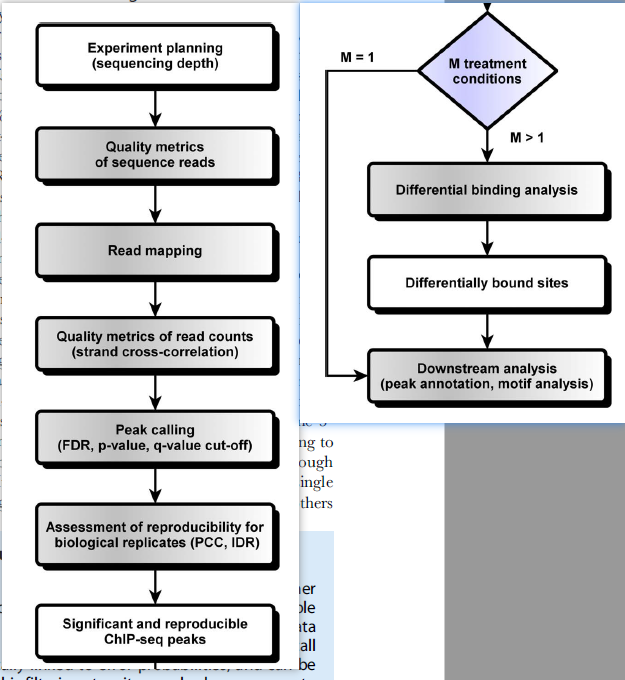 Experiment planning
(sequencing depth)
Quality metrics
of sequence reads
Read mapping
Quality metrics of read counts
(strand cross-correlation)
Peak calling
(FDR, p-value, q-value cut-off)
Assessment of reproducibility for
biological replicates (PCC, IDR)
Significant and reproducible
ChIP-seq peaks
M = 1
M treatment
conditions
M > 1
Differential binding analysis
Differentially bound sites
Downstream analysis
(peak annotation, motif analysis)
ng to
ough
ingle
thers
her
ble
ata
all
be